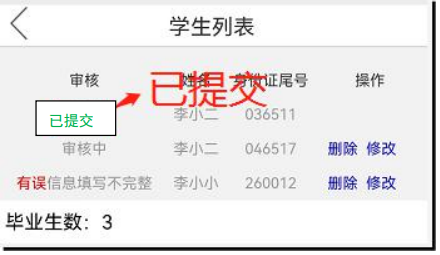 学生列表
审核 姓名 身份证尾号 操作
已提交
已提交 李小二 036511
审核中 李小二 046517 删除 修改
有误信息填写不完整 李小小 260012 删除 修改
毕业生数：3